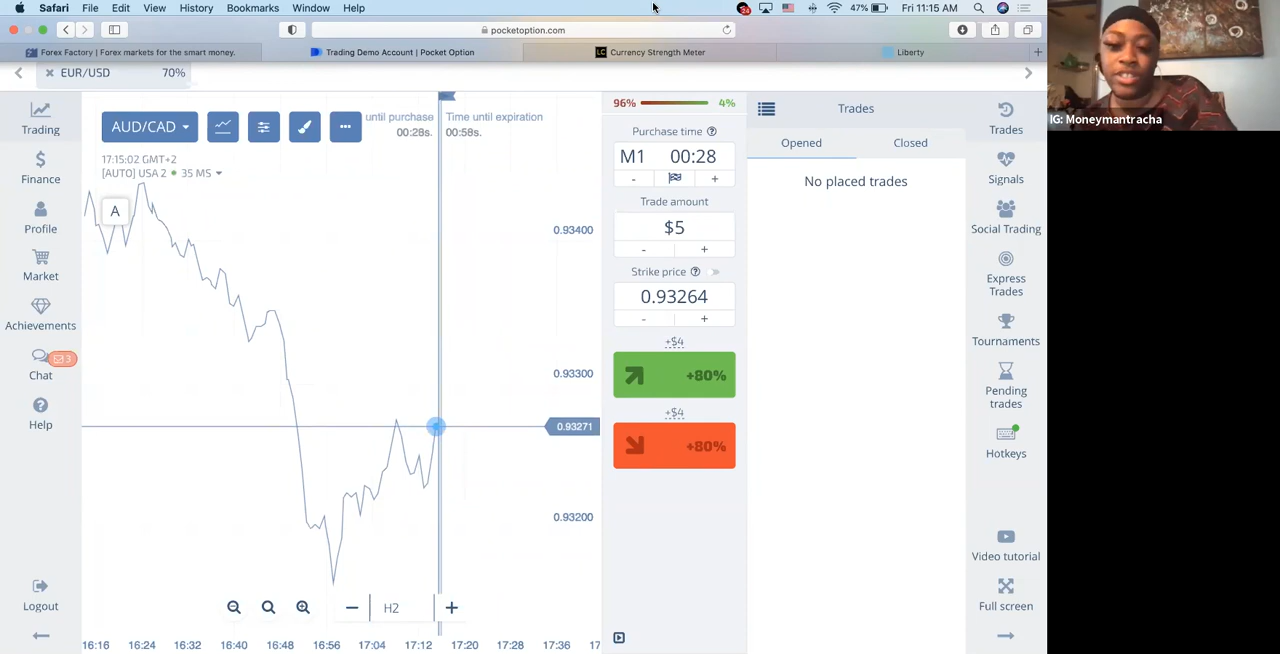 Safari File Edit View History Bookmarks Window Help 24 47% Fri 11:15 AM
pocketoption.com
Forex Factory | Forex markets for the smart money.
Trading Demo Account | Pocket Option
LC Currency Strength Meter
Liberty
EUR/USD 70%
Trading
Finance
Profile
Market
Achievements
3
Chat
Help
Logout
AUD/CAD
until purchase
00:28s.
Time until expiration
00:58s.
17:15:02 GMT+2
[AUTO] USA 2 35 MS
A
0.93400
0.93300
0.93271
0.93200
H2
16:16 16:24 16:32 16:40 16:48 16:56 17:04 17:12 17:20 17:28 17:36 17
96% 4%
Purchase time
M1 00:28
- +
Trade amount
$5
- +
Strike price
0.93264
- +
+$4
+80%
+$4
+80%
Trades
Opened Closed
No placed trades
Trades
Signals
Social Trading
Express
Trades
Tournaments
Pending
trades
Hotkeys
Video tutorial
Full screen
IG: Moneymantracha